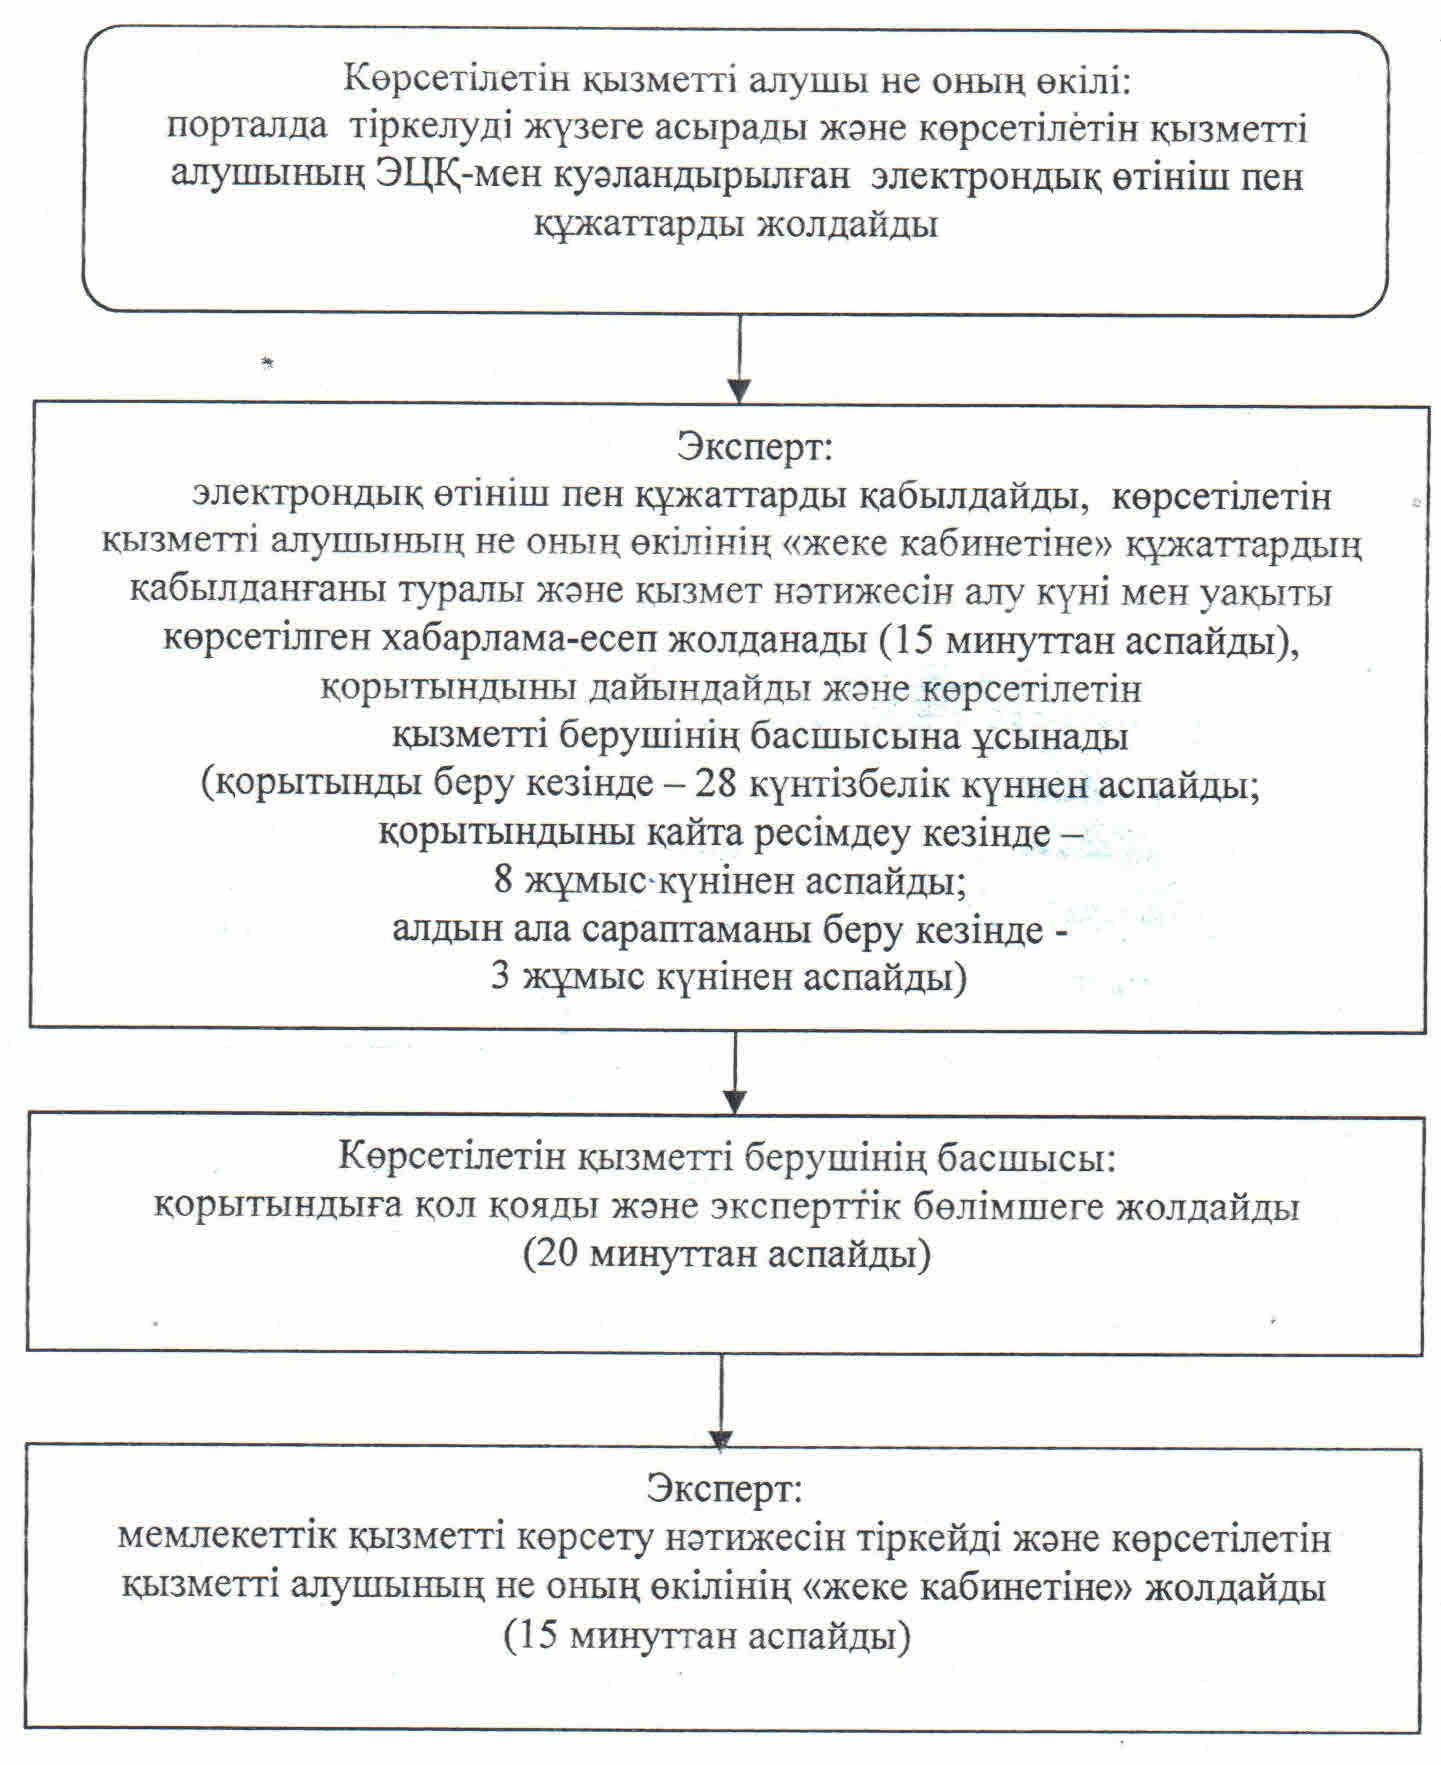 Көрсетілетін қызметті алушы не оның өкілі:
порталда тіркелуді жүзеге асырады және көрсетілетін қызметті
алушының ЭЦҚ-мен куәландырылған электрондық өтініш пен
құжаттарды жолдайды
Эксперт:
электрондық өтініш пен құжаттарды қабылдайды, көрсетілетін
қызметті алушының не оның өкілінің «жеке кабинетіне» құжаттардың
қабылданғаны туралы және қызмет нәтижесін алу күні мен уақыты
көрсетілген хабарлама-есеп жолданады (15 минуттан аспайды),
қорытындыны дайындайды және көрсетілетін
қызметті берушінің басшысына ұсынады
(қорытынды беру кезінде – 28 күнтізбелік күннен аспайды;
қорытындыны қайта ресімдеу кезінде –
8 жұмыс күнінен аспайды;
алдын ала сараптаманы беру кезінде -
3 жұмыс күнінен аспайды)
Көрсетілетін қызметті берушінің басшысы:
қорытындыға қол қояды және эксперттік бөлімшеге жолдайды
(20 минуттан аспайды)
Эксперт:
мемлекеттік қызметті көрсету нәтижесін тіркейді және көрсетілетін
қызметті алушының не оның өкілінің «жеке кабинетіне» жолдайды
(15 минуттан аспайды)